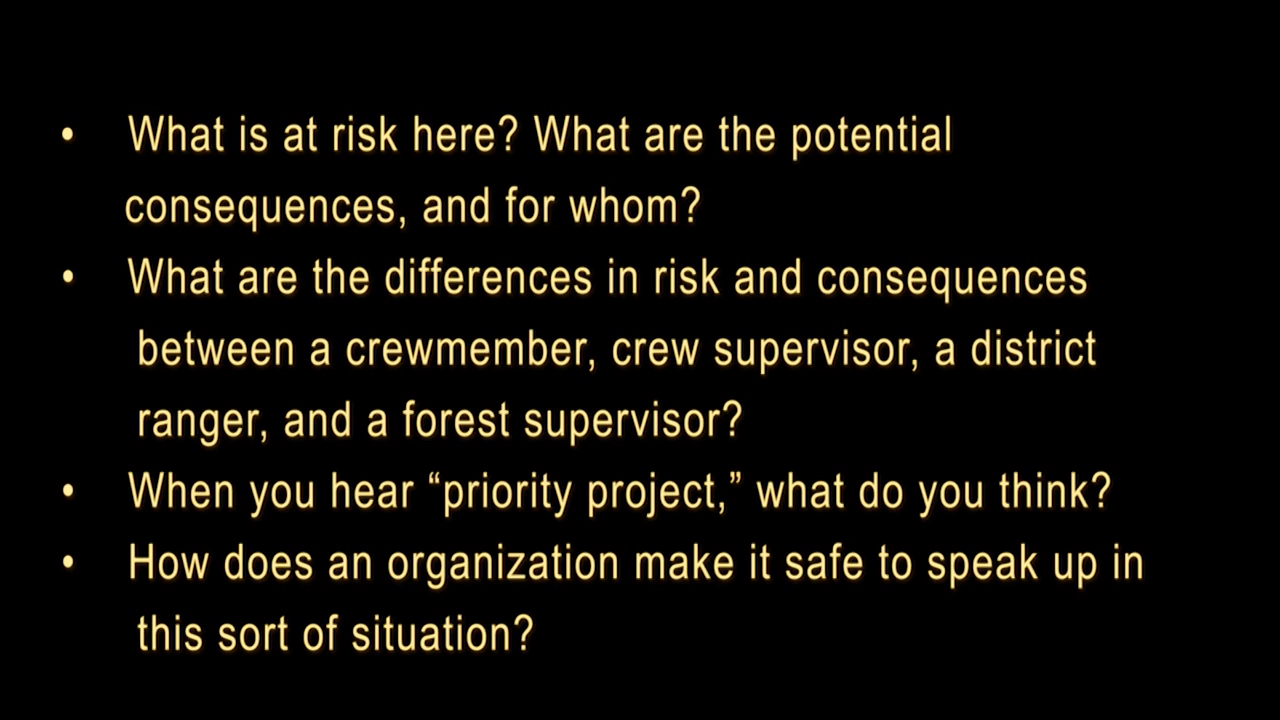 • What is at risk here? What are the potential
consequences, and for whom?
• What are the differences in risk and consequences
between a crewmember, crew supervisor, a district
ranger, and a forest supervisor?
• When you hear “priority project,” what do you think?
• How does an organization make it safe to speak up in
this sort of situation?